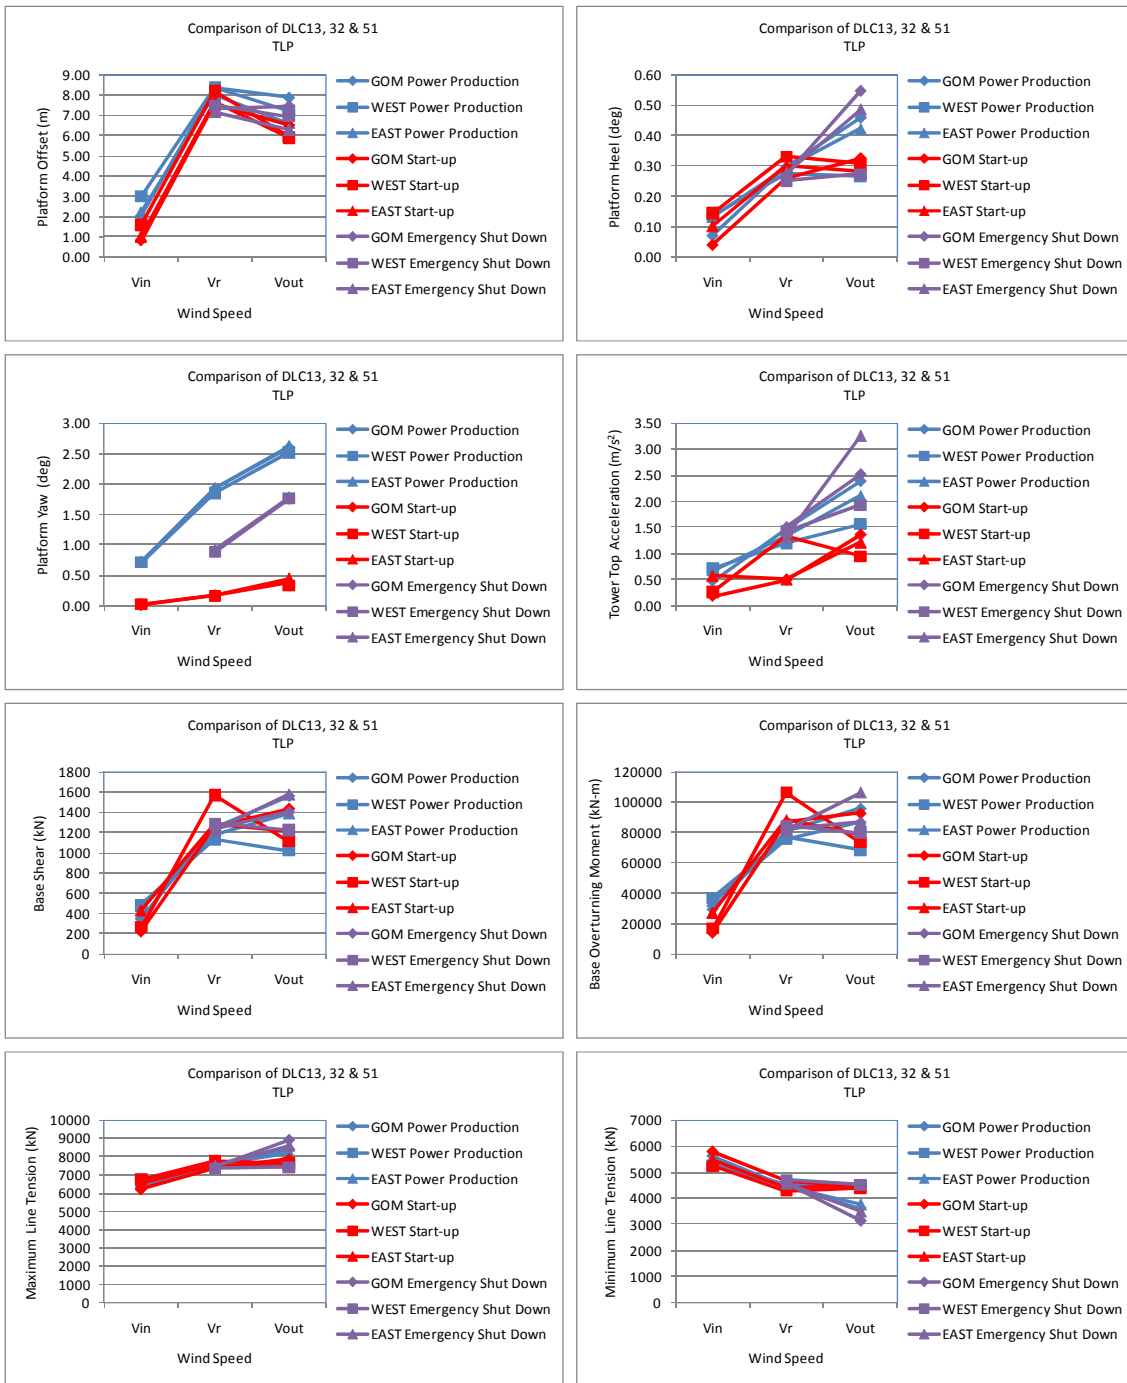 Comparison of DLC13, 32 & 51
TLP
Platform Offset (m)
9.00
8.00
7.00
6.00
5.00
4.00
3.00
2.00
1.00
0.00
Vin Vr Vout
Wind Speed
GOM Power Production
WEST Power Production
EAST Power Production
GOM Start-up
WEST Start-up
EAST Start-up
GOM Emergency Shut Down
WEST Emergency Shut Down
EAST Emergency Shut Down
Comparison of DLC13, 32 & 51
TLP
Platform Heel (deg)
0.60
0.50
0.40
0.30
0.20
0.10
0.00
Vin Vr Vout
Wind Speed
GOM Power Production
WEST Power Production
EAST Power Production
GOM Start-up
WEST Start-up
EAST Start-up
GOM Emergency Shut Down
WEST Emergency Shut Down
EAST Emergency Shut Down
Comparison of DLC13, 32 & 51
TLP
Platform Yaw (deg)
3.00
2.50
2.00
1.50
1.00
0.50
0.00
Vin Vr Vout
Wind Speed
GOM Power Production
WEST Power Production
EAST Power Production
GOM Start-up
WEST Start-up
EAST Start-up
GOM Emergency Shut Down
WEST Emergency Shut Down
EAST Emergency Shut Down
Comparison of DLC13, 32 & 51
TLP
Tower Top Acceleration (m/s²)
3.50
3.00
2.50
2.00
1.50
1.00
0.50
0.00
Vin Vr Vout
Wind Speed
GOM Power Production
WEST Power Production
EAST Power Production
GOM Start-up
WEST Start-up
EAST Start-up
GOM Emergency Shut Down
WEST Emergency Shut Down
EAST Emergency Shut Down
Comparison of DLC13, 32 & 51
TLP
Base Shear (kN)
1800
1600
1400
1200
1000
800
600
400
200
0
Vin Vr Vout
Wind Speed
GOM Power Production
WEST Power Production
EAST Power Production
GOM Start-up
WEST Start-up
EAST Start-up
GOM Emergency Shut Down
WEST Emergency Shut Down
EAST Emergency Shut Down
Comparison of DLC13, 32 & 51
TLP
Base Overturning Moment (kN-m)
120000
100000
80000
60000
40000
20000
0
Vin Vr Vout
Wind Speed
GOM Power Production
WEST Power Production
EAST Power Production
GOM Start-up
WEST Start-up
EAST Start-up
GOM Emergency Shut Down
WEST Emergency Shut Down
EAST Emergency Shut Down
Comparison of DLC13, 32 & 51
TLP
Maximum Line Tension (kN)
10000
9000
8000
7000
6000
5000
4000
3000
2000
1000
0
Vin Vr Vout
Wind Speed
GOM Power Production
WEST Power Production
EAST Power Production
GOM Start-up
WEST Start-up
EAST Start-up
GOM Emergency Shut Down
WEST Emergency Shut Down
EAST Emergency Shut Down
Comparison of DLC13, 32 & 51
TLP
Minimum Line Tension (kN)
7000
6000
5000
4000
3000
2000
1000
0
Vin Vr Vout
Wind Speed
GOM Power Production
WEST Power Production
EAST Power Production
GOM Start-up
WEST Start-up
EAST Start-up
GOM Emergency Shut Down
WEST Emergency Shut Down
EAST Emergency Shut Down